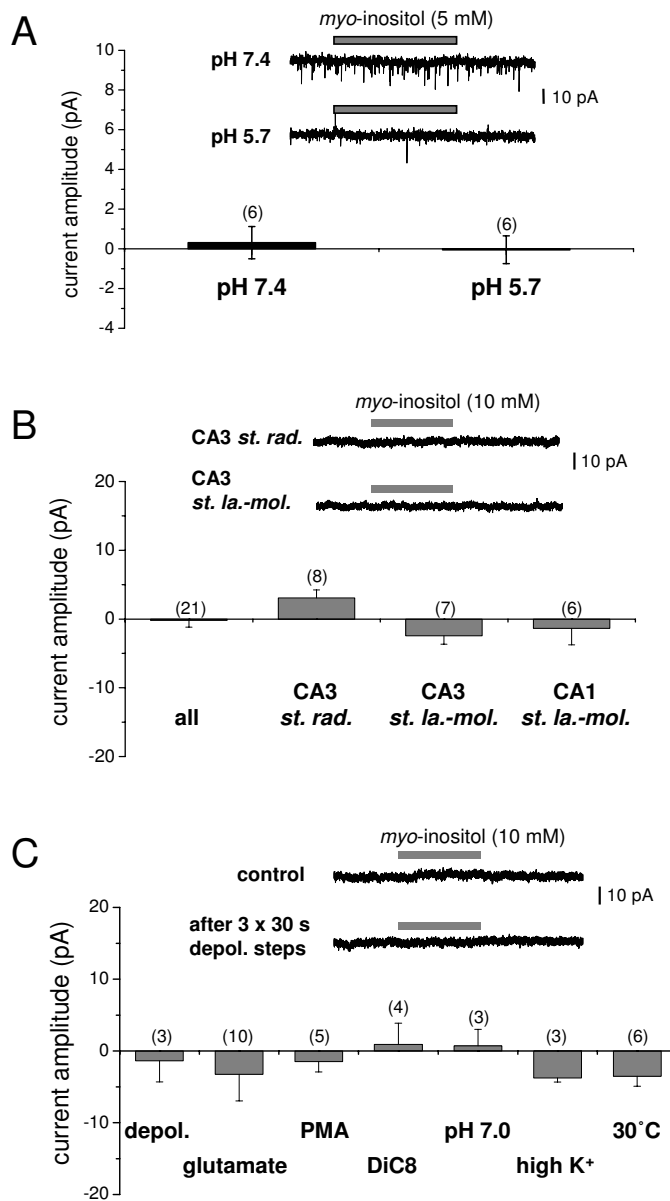 A
myo-inositol (5 mM)
pH 7.4
10 pA
pH 5.7
current amplitude (pA)
10
8
6
4
2
0
-2
-4
(6)
(6)
pH 7.4
pH 5.7
B
myo-inositol (10 mM)
CA3 st. rad.
10 pA
CA3
st. la.-mol.
current amplitude (pA)
20
10
0
-10
-20
(21)
(8)
(7)
(6)
all
CA3
st. rad.
CA3
st. la.-mol.
CA1
st. la.-mol.
C
myo-inositol (10 mM)
control
10 pA
after 3 x 30 s
depol. steps
current amplitude (pA)
20
10
0
-10
-20
(3)
(10)
(5)
(4)
(3)
(3)
(6)
depol.
glutamate
PMA
DiC8
pH 7.0
high K⁺
30˚C